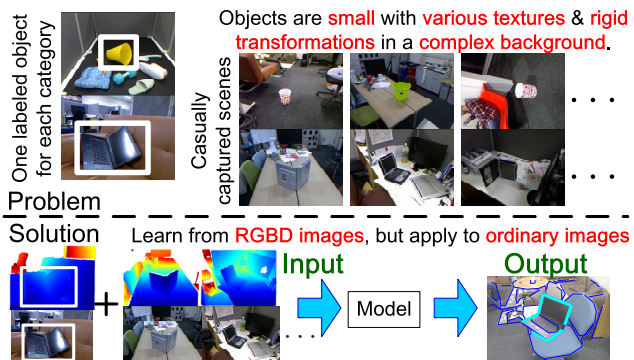 One labeled object
for each category
Objects are small with various textures & rigid
transformations in a complex background.
Casually
captured scenes
. . .
. . .
Problem
Solution
Learn from RGBD images, but apply to ordinary images
Input
Output
+
. . . .
Model